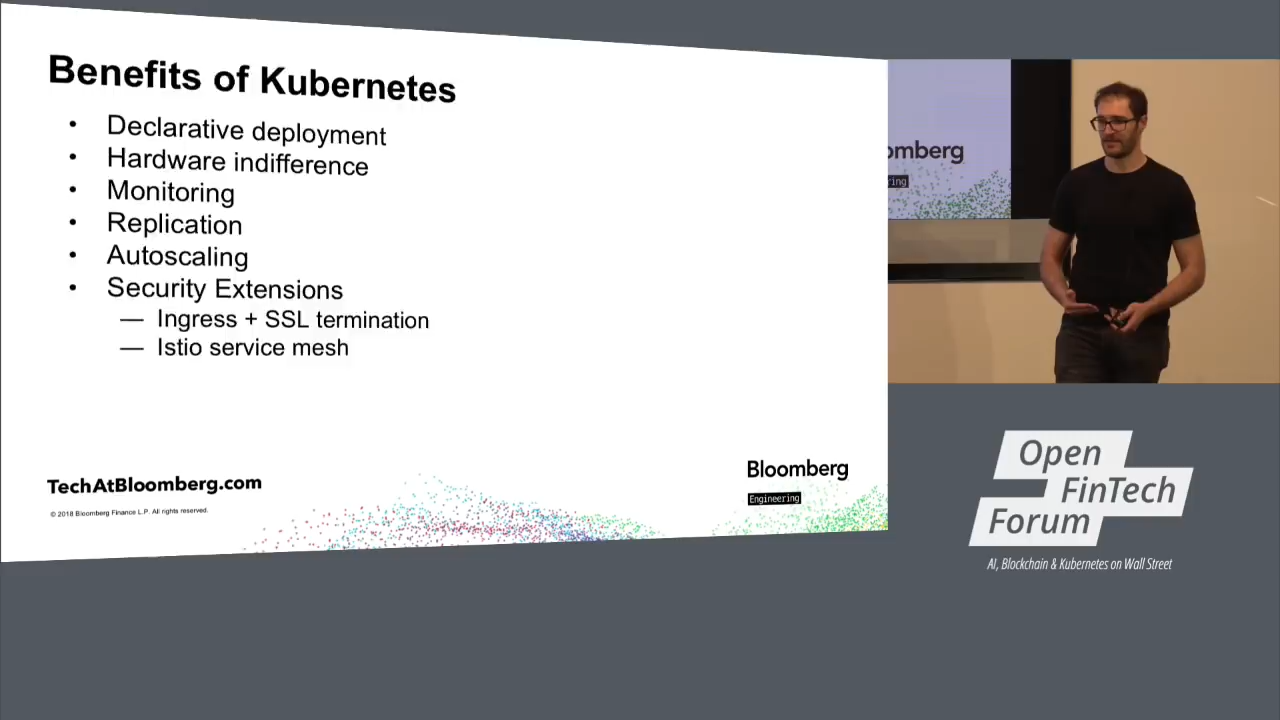 Benefits of Kubernetes
• Declarative deployment
• Hardware indifference
• Monitoring
• Replication
• Autoscaling
• Security Extensions
— Ingress + SSL termination
— Istio service mesh
TechAtBloomberg.com
© 2018 Bloomberg Finance L.P. All rights reserved.
Bloomberg
Engineering
omberg
ring
Open
FinTech
Forum
AI, Blockchain & Kubernetes on Wall Street